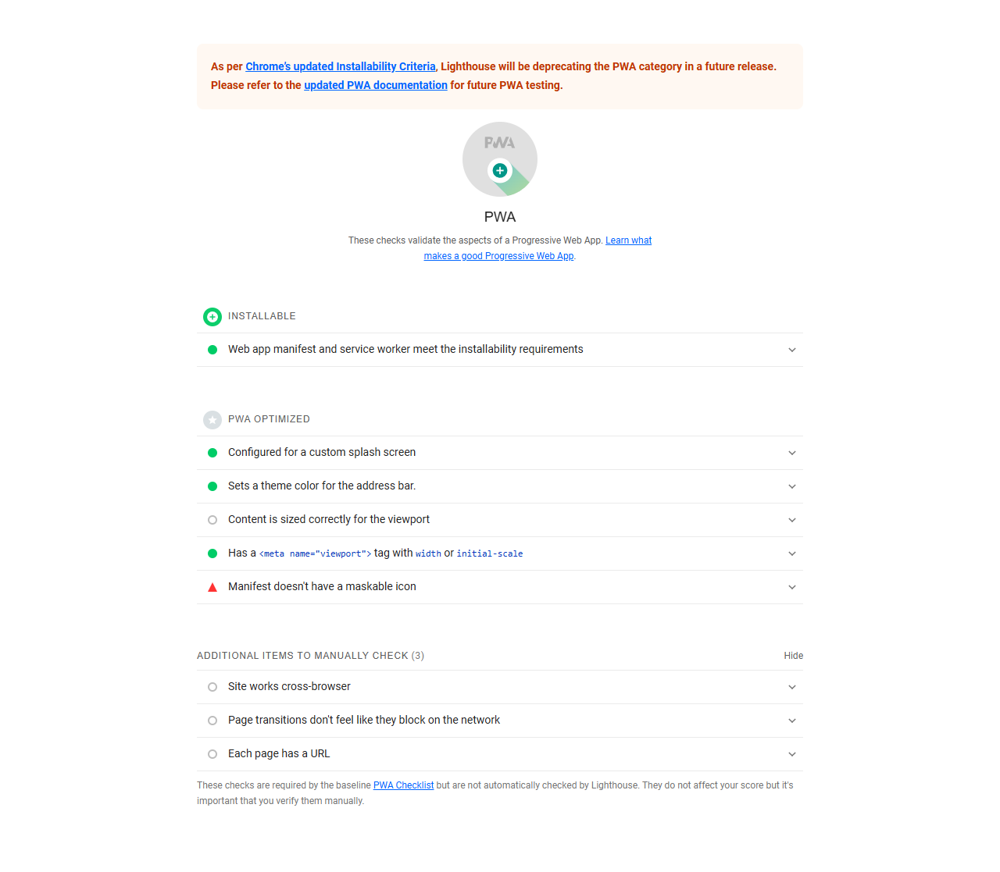 As per Chrome's updated Installability Criteria, Lighthouse will be deprecating the PWA category in a future release.
Please refer to the updated PWA documentation for future PWA testing.
PWA
PWA
These checks validate the aspects of a Progressive Web App. Learn what
makes a good Progressive Web App.
INSTALLABLE
Web app manifest and service worker meet the installability requirements
PWA OPTIMIZED
Configured for a custom splash screen
Sets a theme color for the address bar.
Content is sized correctly for the viewport
Has a <meta name="viewport"> tag with width or initial-scale
Manifest doesn't have a maskable icon
ADDITIONAL ITEMS TO MANUALLY CHECK (3) Hide
Site works cross-browser
Page transitions don't feel like they block on the network
Each page has a URL
These checks are required by the baseline PWA Checklist but are not automatically checked by Lighthouse. They do not affect your score but it's
important that you verify them manually.